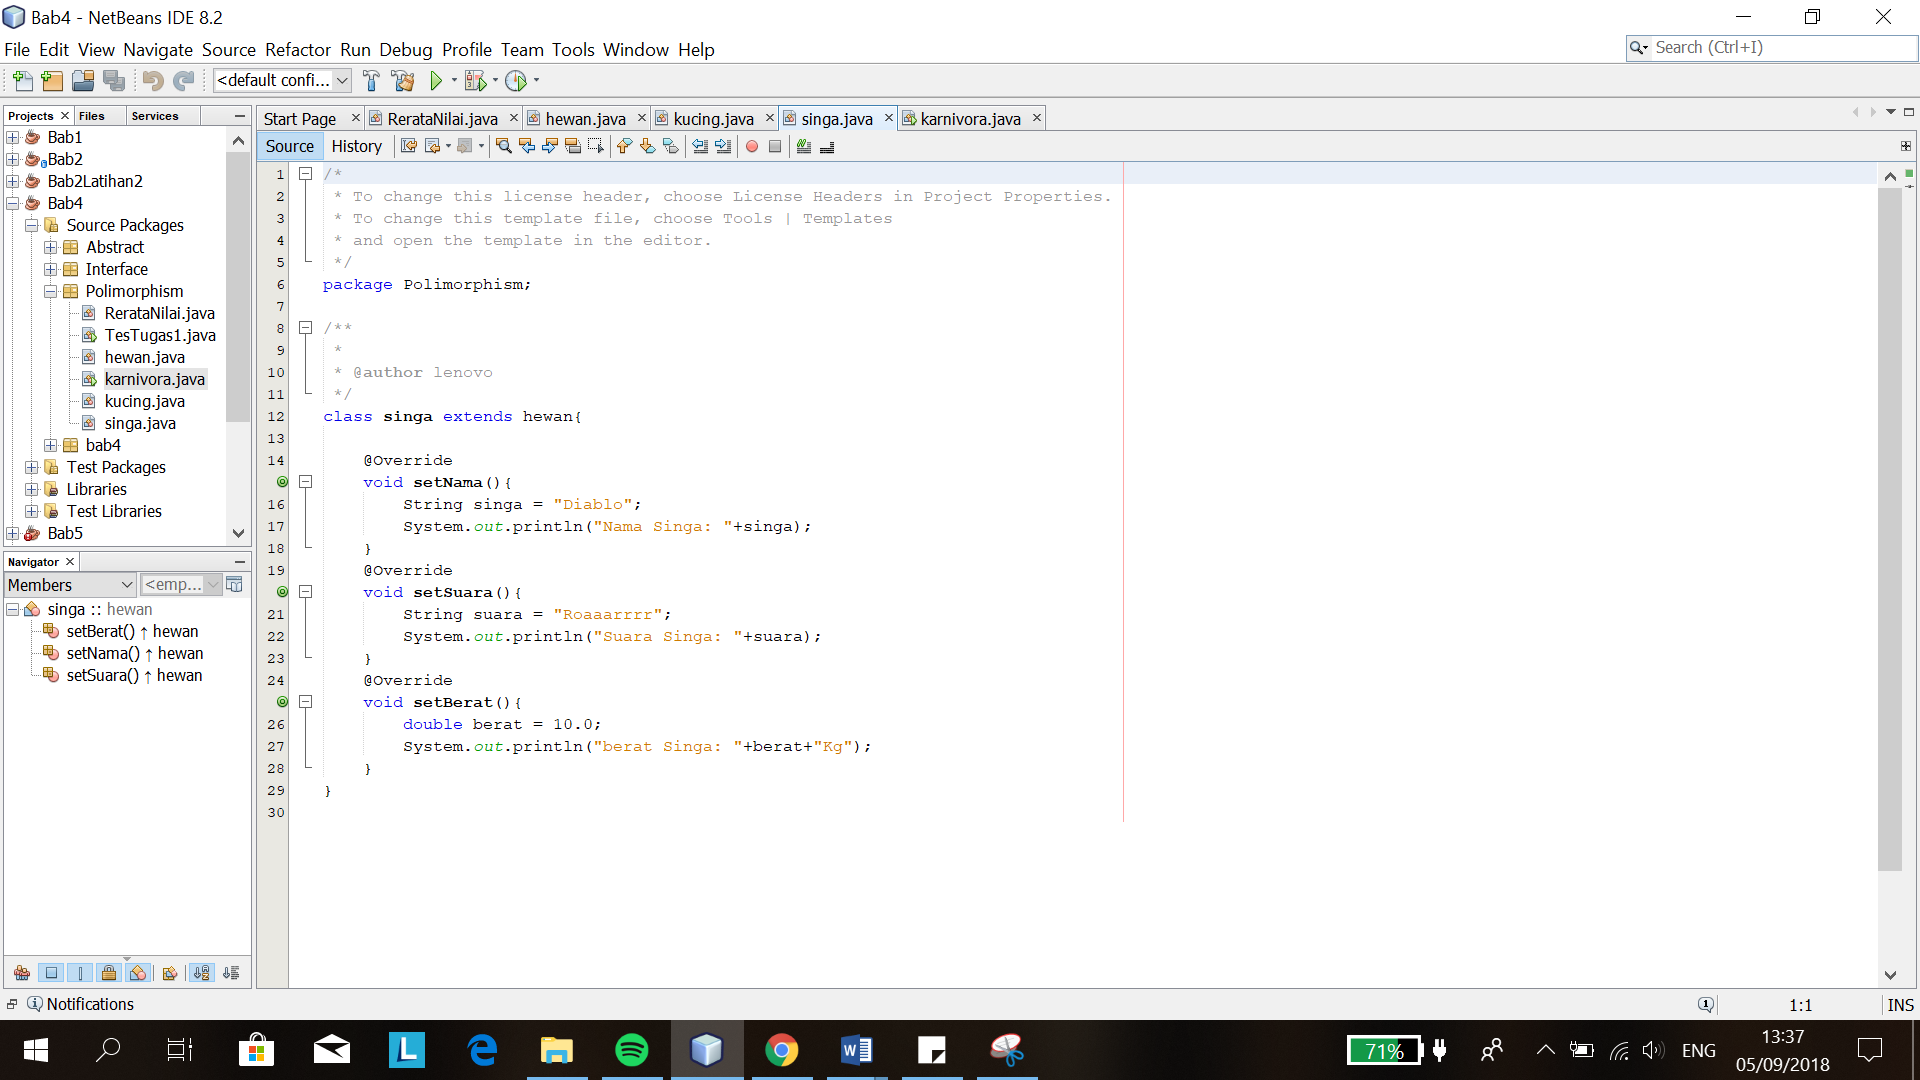 Bab4 - NetBeans IDE 8.2
File Edit View Navigate Source Refactor Run Debug Profile Team Tools Window Help
Search (Ctrl+I)
<default confi...
Projects Files Services
Bab1
Bab2
Bab2Latihan2
Bab4
Source Packages
Abstract
Interface
Polimorphism
RerataNilai.java
TesTugas1.java
hewan.java
karnivora.java
kucing.java
singa.java
bab4
Test Packages
Libraries
Test Libraries
Bab5
Navigator
Members <emp...
singa :: hewan
setBerat() ↑ hewan
setNama() ↑ hewan
setSuara() ↑ hewan
Start Page RerataNilai.java hewan.java kucing.java singa.java karnivora.java
Source History
1 /*
2 * To change this license header, choose License Headers in Project Properties.
3 * To change this template file, choose Tools | Templates
4 * and open the template in the editor.
5 */
6 package Polimorphism;
7
8 /**
9 *
10 * @author lenovo
11 */
12 class singa extends hewan{
13
14 @Override
void setNama(){
16 String singa = "Diablo";
17 System.out.println("Nama Singa: "+singa);
18 }
19 @Override
void setSuara(){
21 String suara = "Roaaarrrr";
22 System.out.println("Suara Singa: "+suara);
23 }
24 @Override
void setBerat(){
26 double berat = 10.0;
27 System.out.println("berat Singa: "+berat+"Kg");
28 }
29 }
30
Notifications
1:1 INS
71%
ENG
13:37
05/09/2018